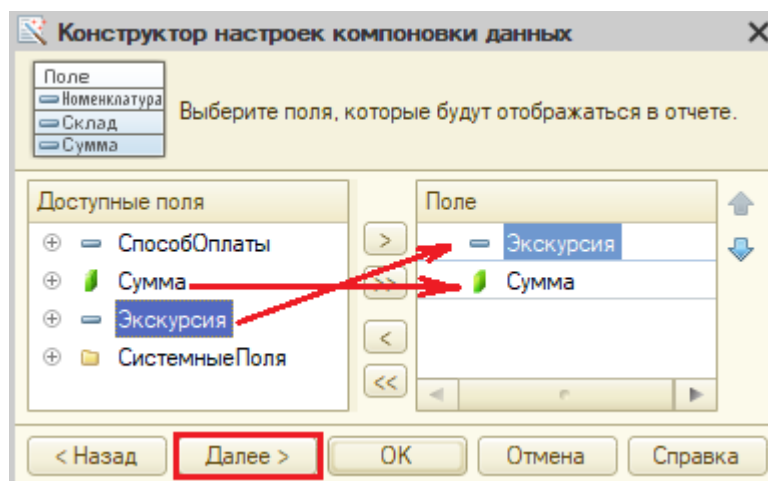 Конструктор настроек компоновки данных
Поле
Номенклатура
Склад
Сумма
Выберите поля, которые будут отображаться в отчете.
Доступные поля
СпособОплаты
Сумма
Экскурсия
СистемныеПоля
>
>>
<
<<
Поле
Экскурсия
Сумма
< Назад
Далее >
OK
Отмена
Справка